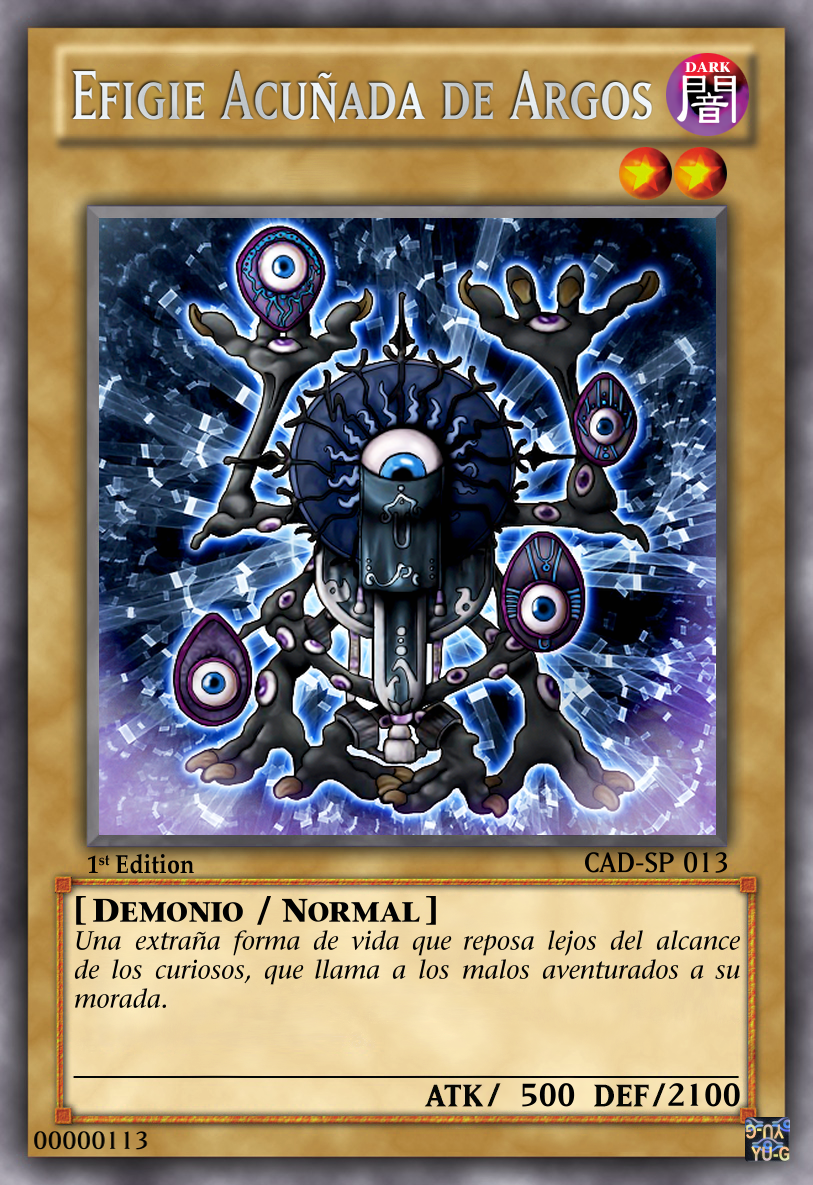 Efigie Acuñada de Argos
DARK
闇
1st Edition
CAD-SP 013
[ Demonio / Normal ]
Una extraña forma de vida que reposa lejos del alcance
de los curiosos, que llama a los malos aventurados a su
morada.
ATK/ 500 DEF/2100
00000113
YU-G
YU-G